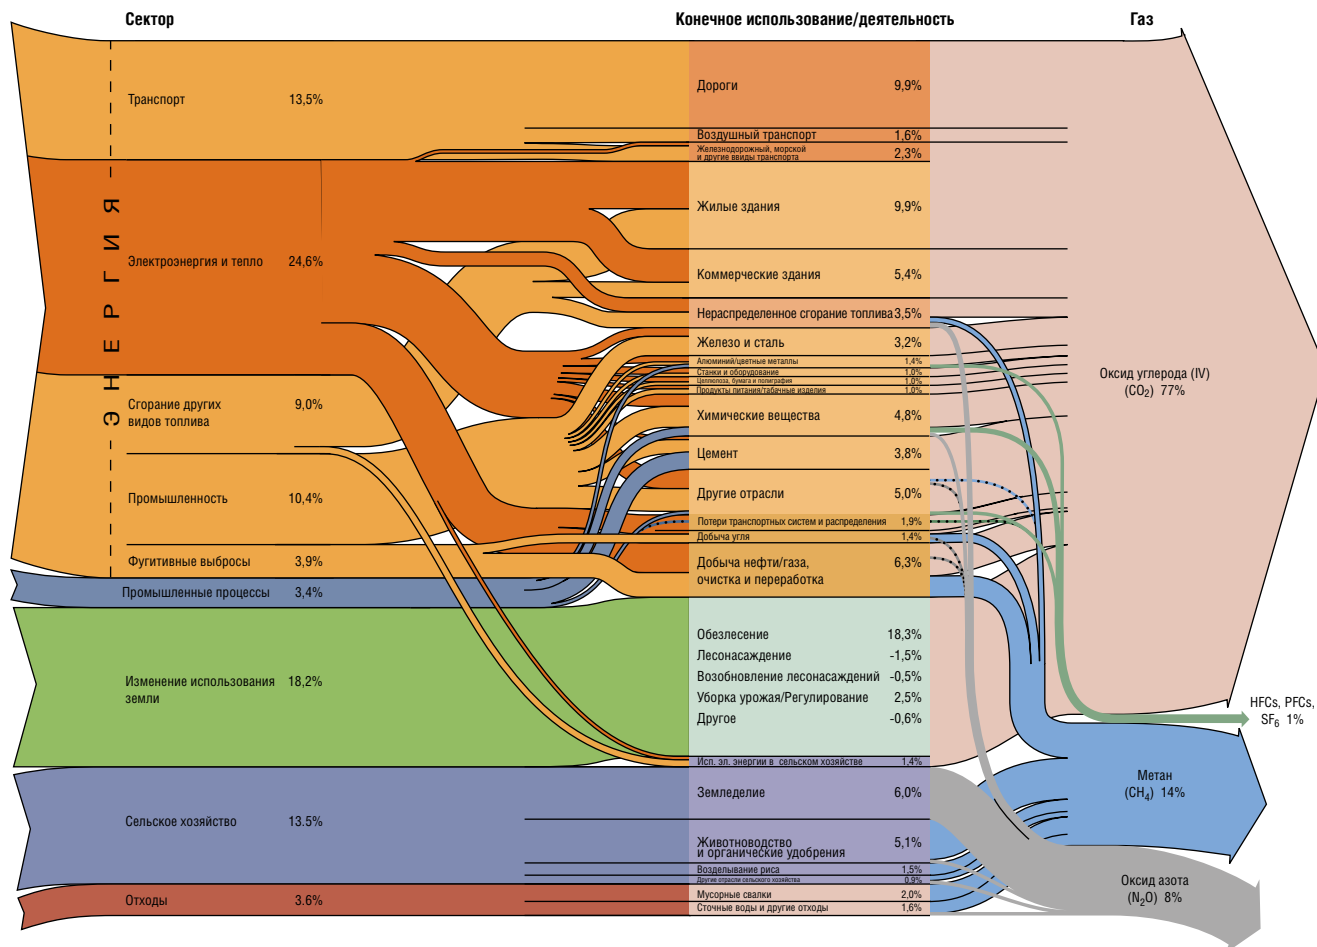 Сектор
Конечное использование/деятельность
Газ
ЭНЕРГИЯ
Транспорт 13,5%
Электроэнергия и тепло 24,6%
Сгорание других
видов топлива
9,0%
Промышленность 10,4%
Фугитивные выбросы 3,9%
Промышленные процессы 3,4%
Изменение использования
земли
18,2%
Сельское хозяйство 13.5%
Отходы 3.6%
Дороги 9,9%
Воздушный транспорт 1,6%
Железнодорожный, морской
и другие ввиды транспорта
2,3%
Жилые здания 9,9%
Коммерческие здания 5,4%
Нераспределенное сгорание топлива 3,5%
Железо и сталь 3,2%
Алюминий/цветные металлы 1,4%
Станки и оборудование 1,0%
Целлюлоза, бумага и полиграфия 1,0%
Продукты питания/табачные изделия 1,0%
Химические вещества 4,8%
Цемент 3,8%
Другие отрасли 5,0%
Потери транспортных систем и распределения 1,9%
Добыча угля 1,4%
Добыча нефти/газа,
очистка и переработка
6,3%
Обезлесение 18,3%
Лесонасаждение -1,5%
Возобновление лесонасаждений -0,5%
Уборка урожая/Регулирование 2,5%
Другое -0,6%
Исп. эл. энергии в сельском хозяйстве 1,4%
Земледелие 6,0%
Животноводство
и органические удобрения
5,1%
Возделывание риса 1,5%
Другие отрасли сельского хозяйства 0,9%
Мусорные свалки 2,0%
Сточные воды и другие отходы 1,6%
Оксид углерода (IV)
(CO₂) 77%
HFCs, PFCs,
SF₆ 1%
Метан
(CH₄) 14%
Оксид азота
(N₂O) 8%